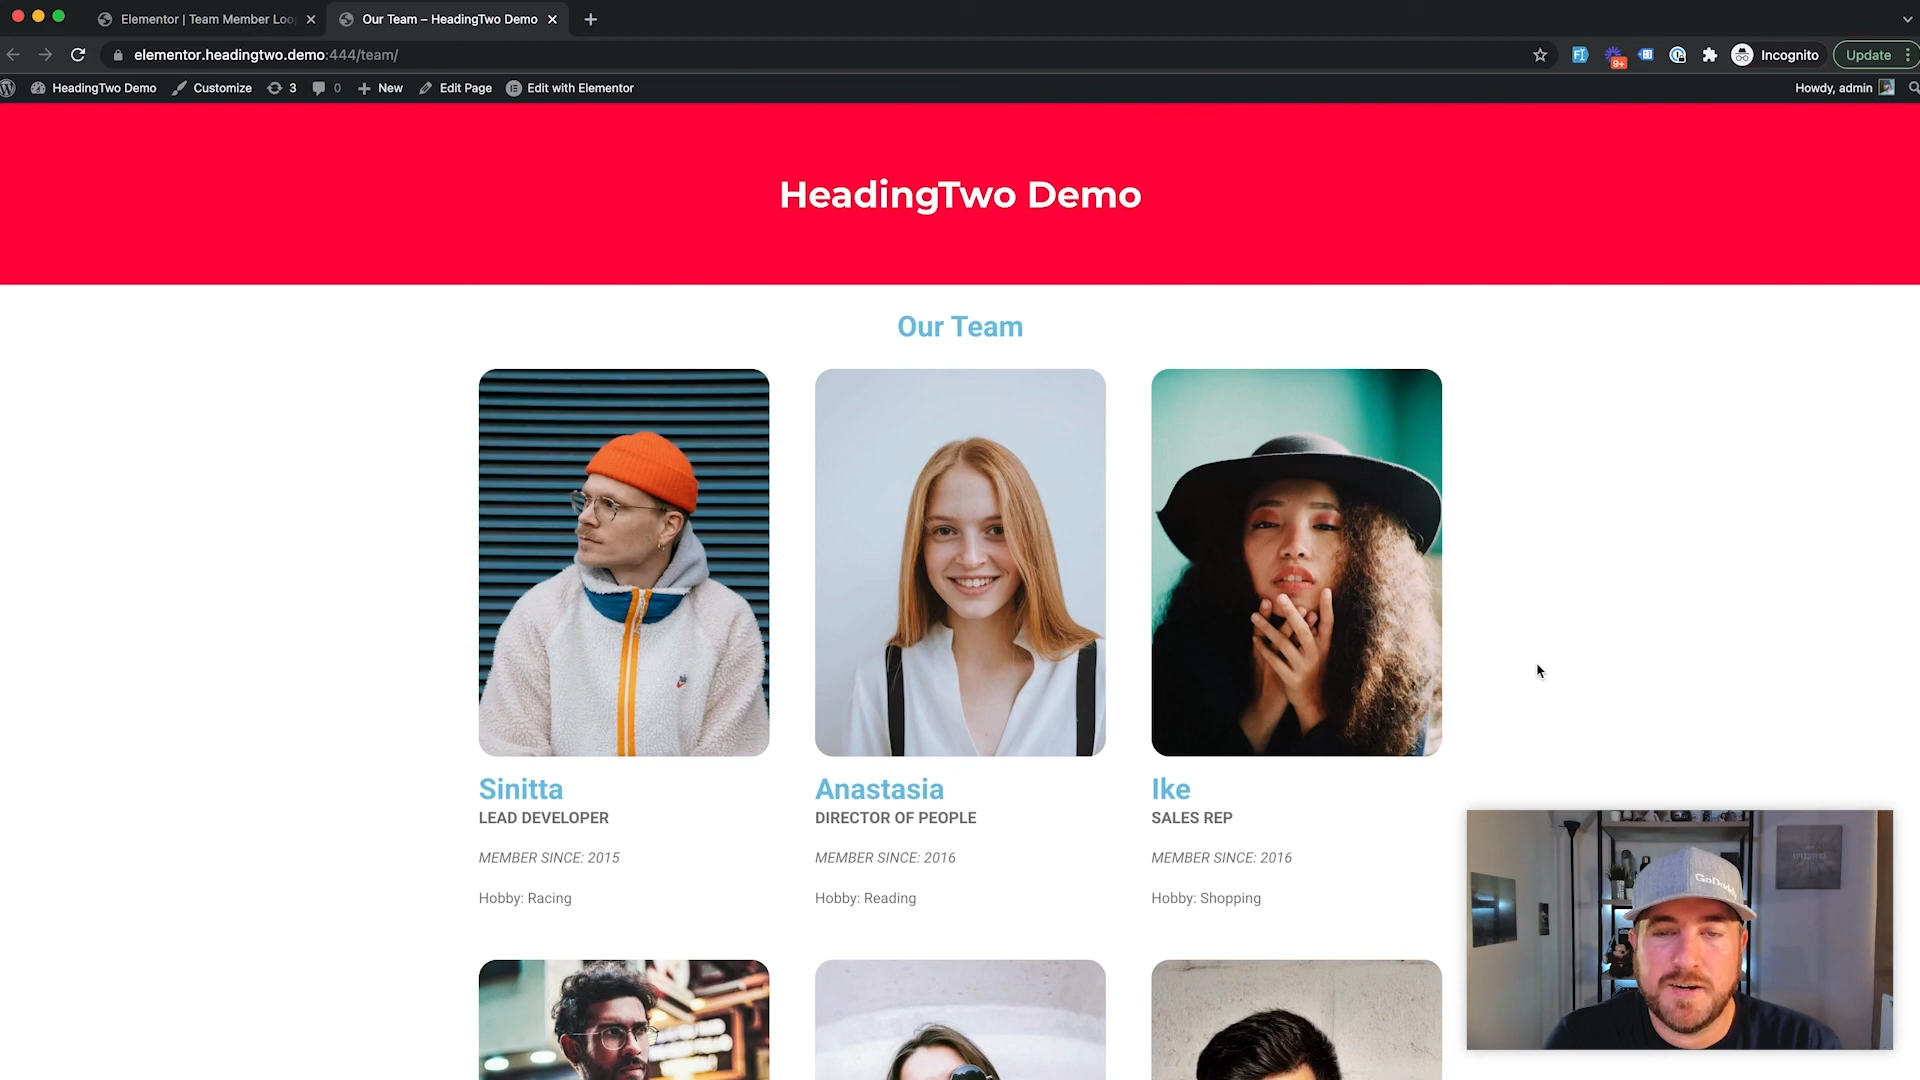 Elementor | Team Member Loo
Our Team – HeadingTwo Demo
elementor.headingtwo.demo:444/team/
9+
Incognito
Update
HeadingTwo Demo
Customize
3
0
New
Edit Page
Edit with Elementor
Howdy, admin
HeadingTwo Demo
Our Team
Sinitta
LEAD DEVELOPER
MEMBER SINCE: 2015
Hobby: Racing
Anastasia
DIRECTOR OF PEOPLE
MEMBER SINCE: 2016
Hobby: Reading
Ike
SALES REP
MEMBER SINCE: 2016
Hobby: Shopping